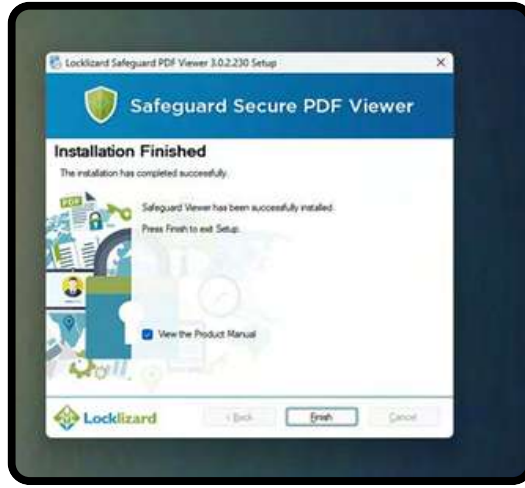 Locklizard Safeguard PDF Viewer 3.0.2.230 Setup
Safeguard Secure PDF Viewer
Installation Finished
The installation has completed successfully.
PDF
Safeguard Viewer has been successfully installed.
Press Finish to exit Setup.
View the Product Manual
Locklizard
< Back
Finish
Cancel